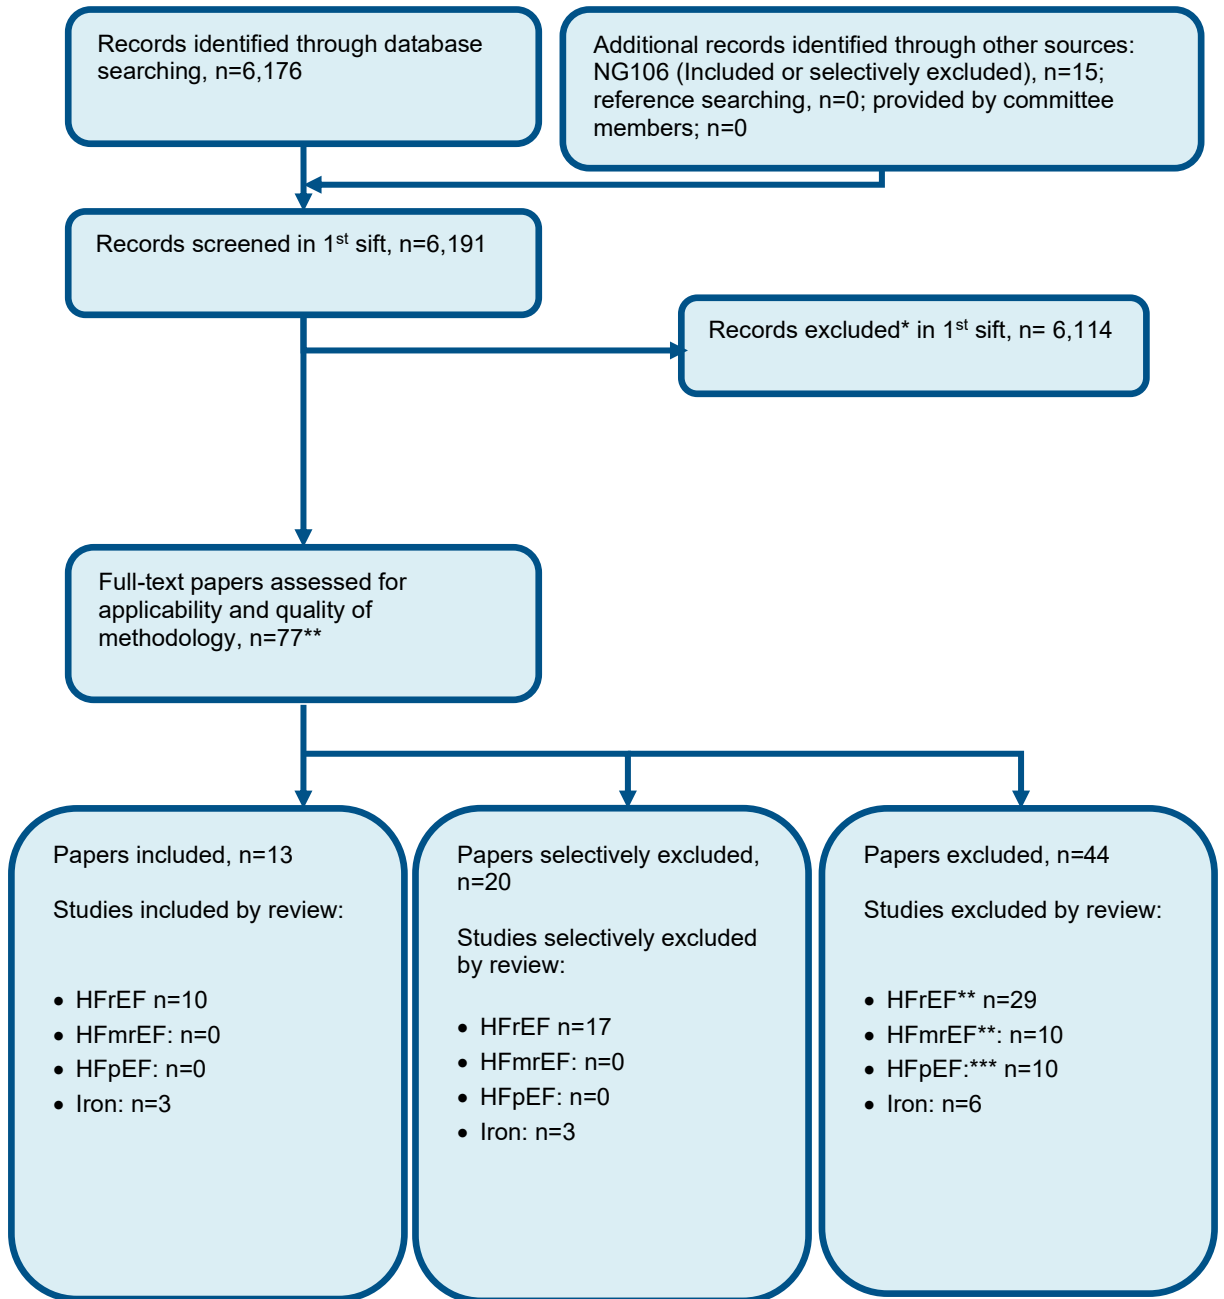 Records identified through database
searching, n=6,176
Additional records identified through other sources:
NG106 (Included or selectively excluded), n=15;
reference searching, n=0; provided by committee
members; n=0
Records screened in 1st sift, n=6,191
Records excluded* in 1st sift, n= 6,114
Full-text papers assessed for
applicability and quality of
methodology, n=77**
Papers included, n=13
Studies included by review:
• HFrEF n=10
• HFmrEF: n=0
• HFpEF: n=0
• Iron: n=3
Papers selectively excluded,
n=20
Studies selectively excluded
by review:
• HFrEF n=17
• HFmrEF: n=0
• HFpEF: n=0
• Iron: n=3
Papers excluded, n=44
Studies excluded by review:
• HFrEF** n=29
• HFmrEF**: n=10
• HFpEF:*** n=10
• Iron: n=6